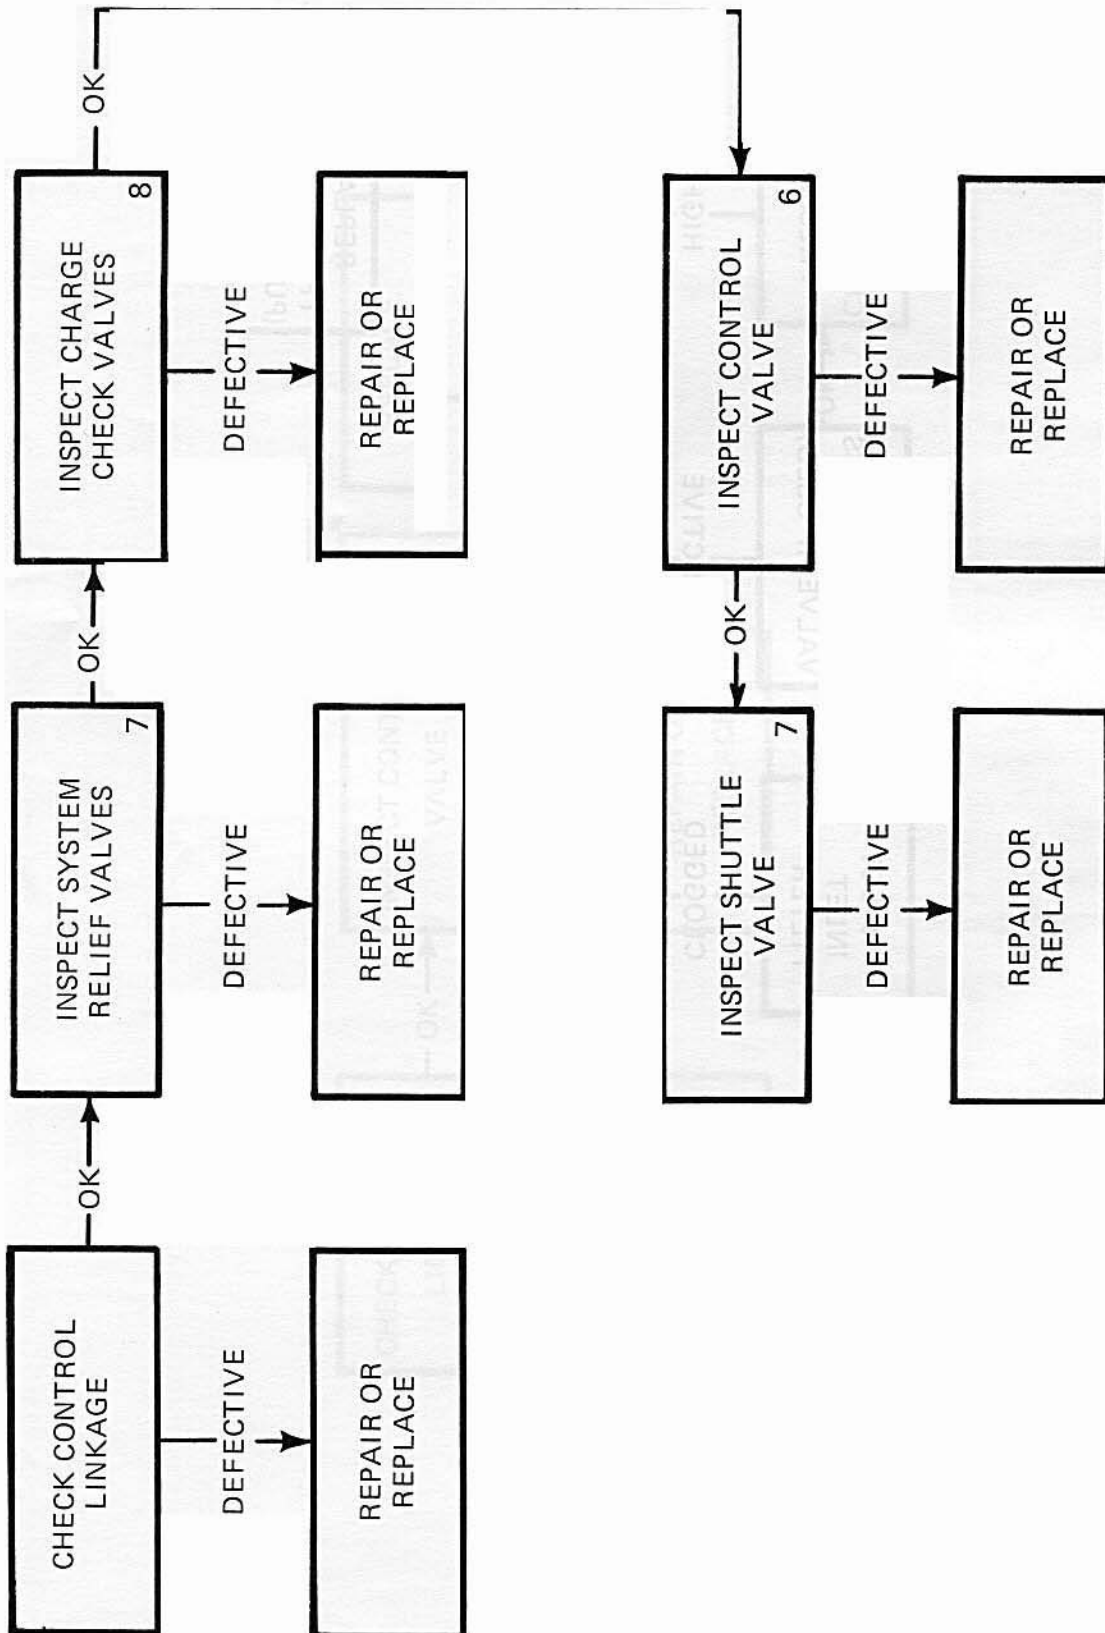 CHECK CONTROL
LINKAGE
OK
INSPECT SYSTEM
RELIEF VALVES
7
OK
INSPECT CHARGE
CHECK VALVES
8
OK
DEFECTIVE
DEFECTIVE
DEFECTIVE
REPAIR OR
REPLACE
REPAIR OR
REPLACE
REPAIR OR
REPLACE
INSPECT SHUTTLE
VALVE
7
OK
INSPECT CONTROL
VALVE
6
DEFECTIVE
DEFECTIVE
REPAIR OR
REPLACE
REPAIR OR
REPLACE